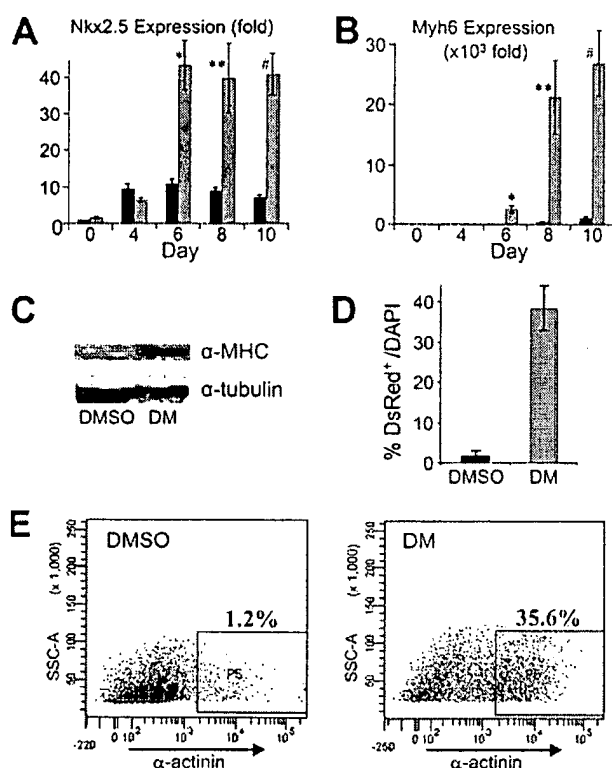 A
Nkx2.5 Expression (fold)
40
30
20
10
0
* ** #
0 4 6 8 10
Day
B
Myh6 Expression
(x10³ fold)
30
20
10
0
* ** #
0 4 6 8 10
Day
C
α-MHC
α-tubulin
DMSO DM
D
% DsRed⁺ /DAPI
40
30
20
10
0
DMSO DM
E
DMSO
1.2%
P5
SSC-A
(x 1,000)
50 100 150 200 250
-220 0 10² 10³ 10⁴ 10⁵
α-actinin
DM
35.6%
P5
SSC-A
(x 1,000)
50 100 150 200 250
-250 0 10² 10³ 10⁴ 10⁵
α-actinin